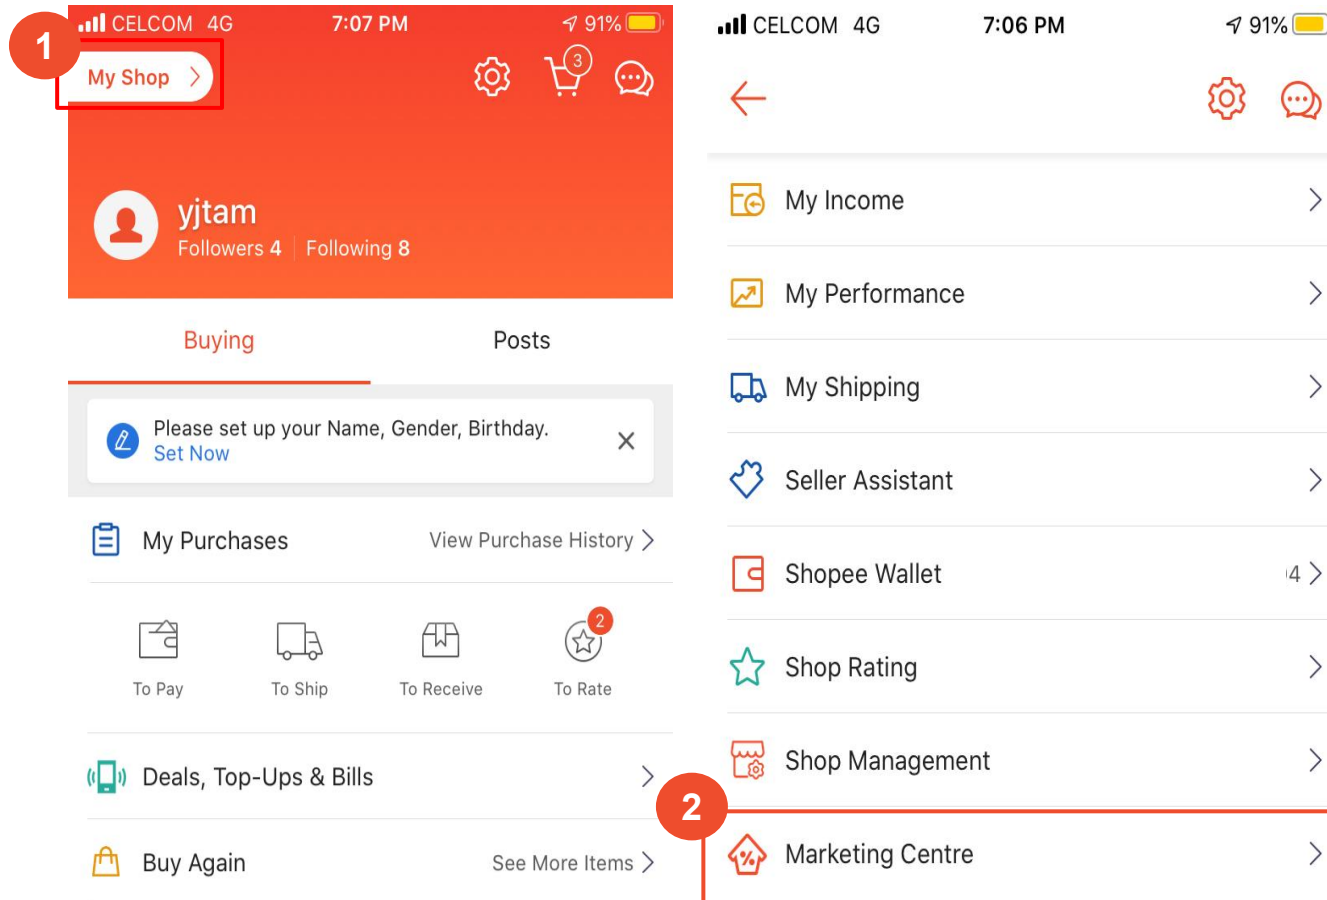 1
CELCOM 4G 7:07 PM 91%
My Shop
3
yjtam
Followers 4 Following 8
Buying Posts
Please set up your Name, Gender, Birthday.
Set Now
My Purchases View Purchase History
2
To Pay To Ship To Receive To Rate
Deals, Top-Ups & Bills
Buy Again See More Items
CELCOM 4G 7:06 PM 91%
My Income
My Performance
My Shipping
Seller Assistant
Shopee Wallet 4
Shop Rating
Shop Management
2
Marketing Centre